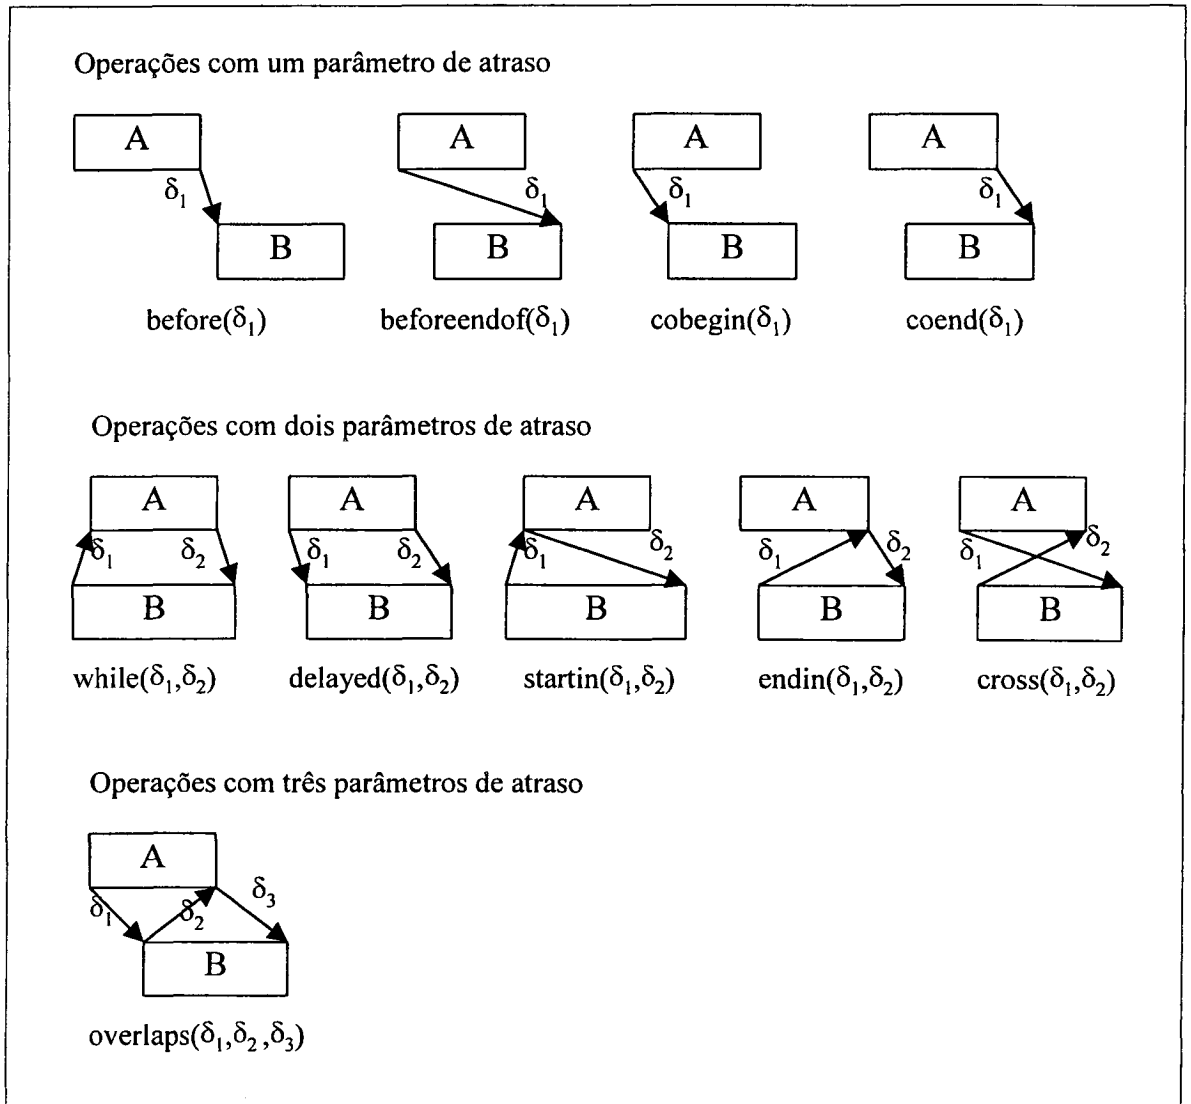 Operações com um parâmetro de atraso
A A A A
δ₁ δ₁ δ₁ δ₁
B B B B
before(δ₁) beforeendof(δ₁) cobegin(δ₁) coend(δ₁)
Operações com dois parâmetros de atraso
A A A A A
δ₁ δ₂ δ₁ δ₂ δ₁ δ₂ δ₁ δ₂ δ₁ δ₂
B B B B B
while(δ₁,δ₂) delayed(δ₁,δ₂) startin(δ₁,δ₂) endin(δ₁,δ₂) cross(δ₁,δ₂)
Operações com três parâmetros de atraso
A
δ₁ δ₂ δ₃
B
overlaps(δ₁,δ₂,δ₃)